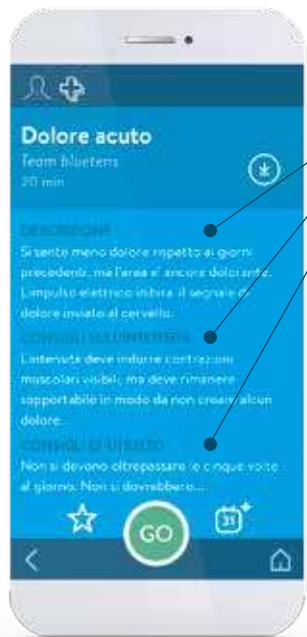 Dolore acuto
Team bluetens
20 min
DESCRIZIONE
Si sente meno dolore rispetto ai giorni
precedenti, ma l'area e' ancora dolorante.
L'impulso elettrico inibirà il segnale di
dolore inviato al cervello.
CONSIGLI SULL'INTENSITÀ
L'intensità deve indurre contrazioni
muscolari visibili, ma deve rimanere
sopportabile in modo da non creare alcun
dolore.
CONSIGLI DI UTILIZZO
Non si devono oltrepassare le cinque volte
al giorno. Non si dovrebbero...
GO
31